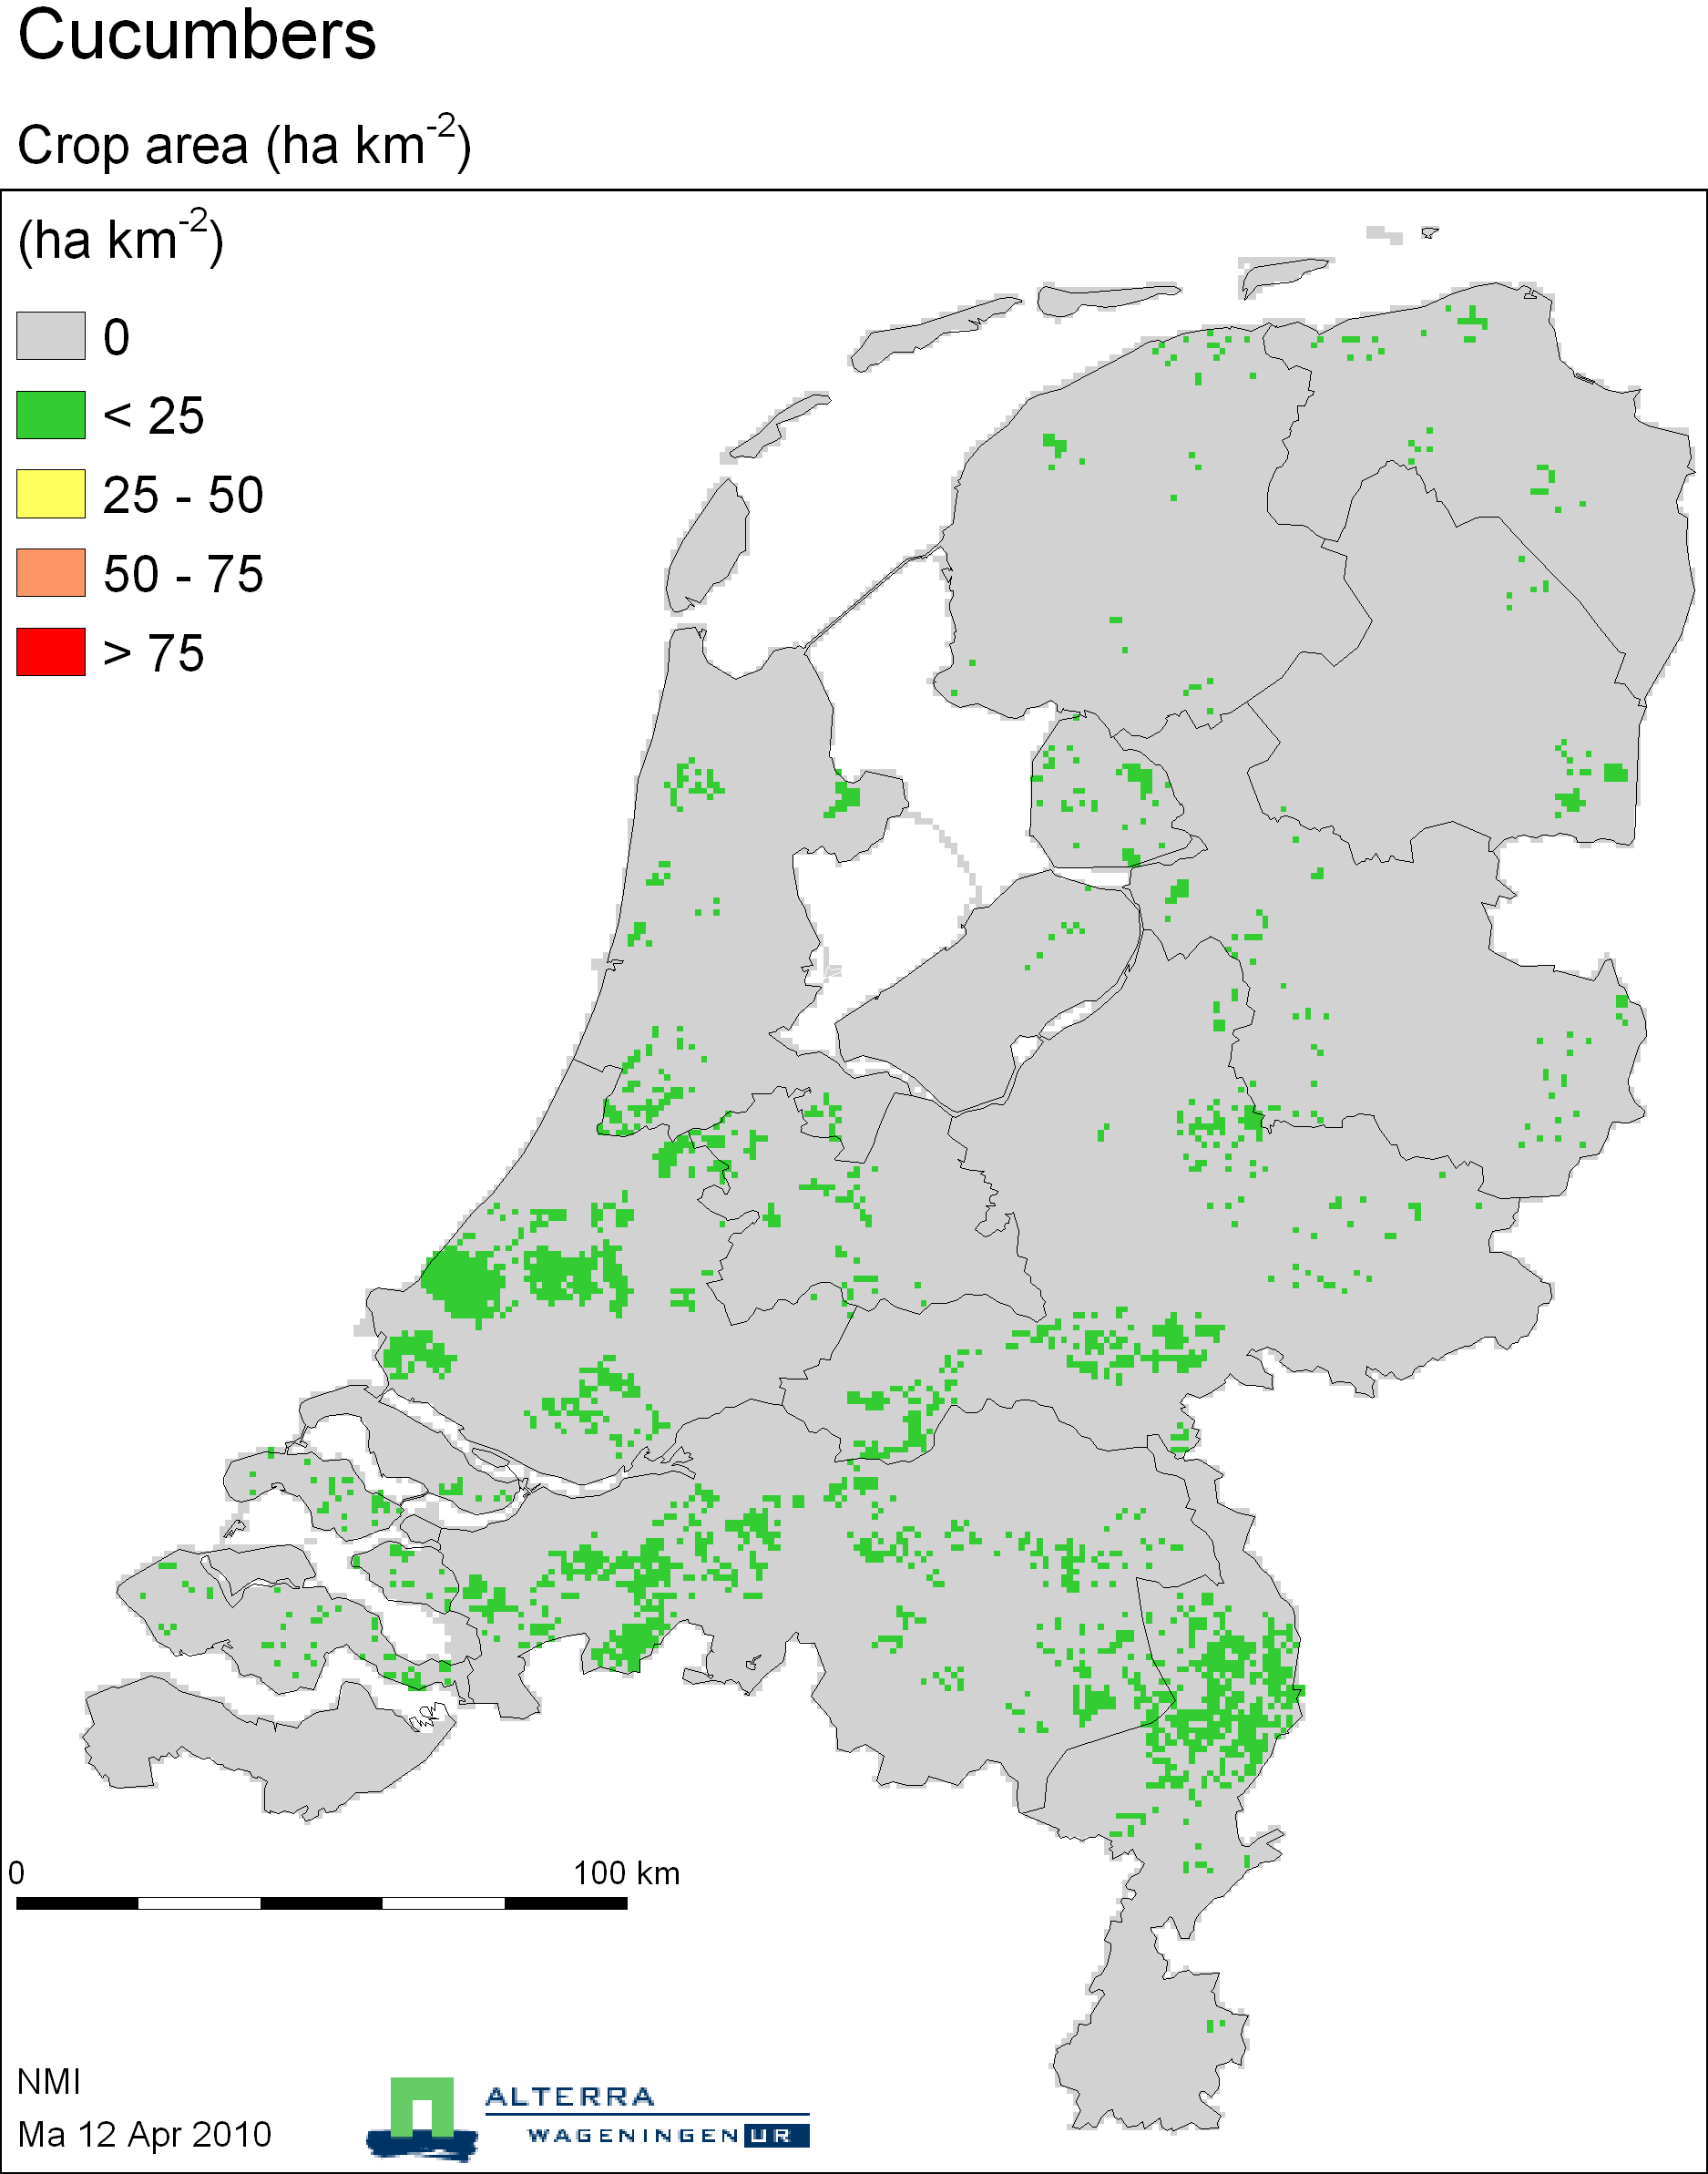 Cucumbers
Crop area (ha km-2)
(ha km-2)
0
< 25
25 - 50
50 - 75
> 75
0 100 km
NMI
Ma 12 Apr 2010
ALTERRA
WAGENINGEN UR